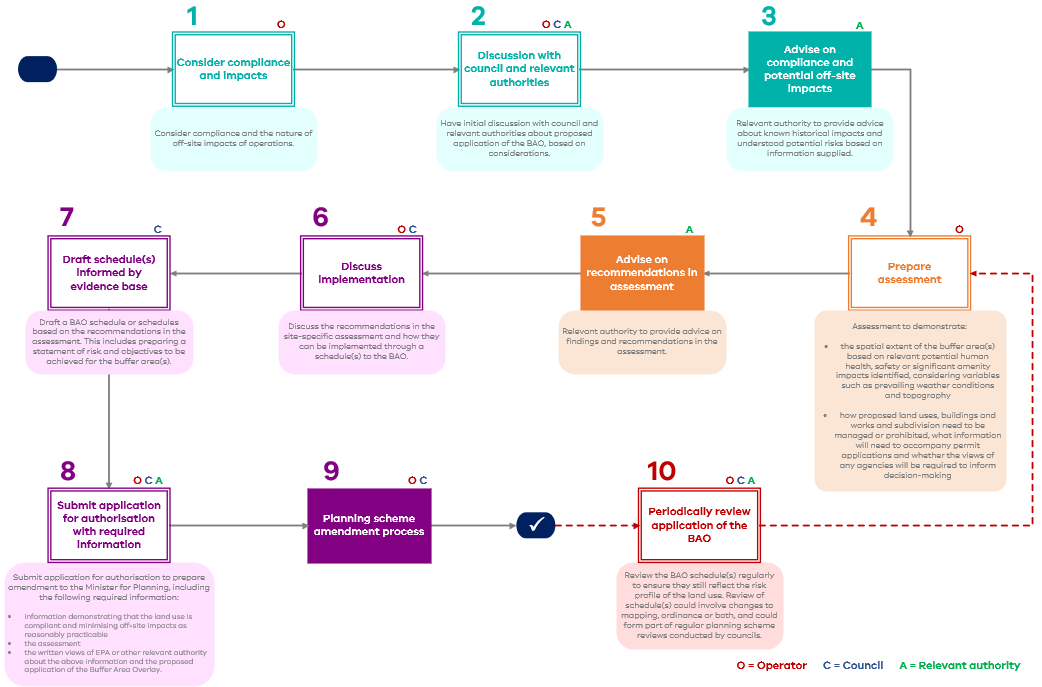 1
O
Consider compliance
and impacts
Consider compliance and the nature of
off-site impacts of operations.
2
O C A
Discussion with
council and relevant
authorities
Have initial discussion with council and
relevant authorities about proposed
application of the BAO, based on
considerations.
3
A
Advise on
compliance and
potential off-site
impacts
Relevant authority to provide advice
about known historical impacts and
understood potential risks based on
information supplied.
4
O
Prepare
assessment
Assessment to demonstrate:
• the spatial extent of the buffer area(s)
based on relevant potential human
health, safety or significant amenity
impacts identified, considering variables
such as prevailing weather conditions
and topography
• how proposed land uses, buildings and
works and subdivision need to be
managed or prohibited, what information
will need to accompany permit
applications and whether the views of
any agencies will be required to inform
decision-making
5
A
Advise on
recommendations in
assessment
Relevant authority to provide advice on
findings and recommendations in the
assessment.
6
O C
Discuss
implementation
Discuss the recommendations in the
site-specific assessment and how they
can be implemented through a
schedule(s) to the BAO.
7
C
Draft schedule(s)
informed by
evidence base
Draft a BAO schedule or schedules
based on the recommendations in the
assessment. This includes preparing a
statement of risk and objectives to be
achieved for the buffer area(s).
8
O C A
Submit application
for authorisation
with required
information
Submit application for authorisation to prepare
amendment to the Minister for Planning, including
the following required information:
• information demonstrating that the land use is
compliant and minimising off-site impacts as
reasonably practicable
• the assessment
• the written views of EPA or other relevant authority
about the above information and the proposed
application of the Buffer Area Overlay.
9
O C
Planning scheme
amendment process
10
O C A
Periodically review
application of the
BAO
Review the BAO schedule(s) regularly
to ensure they still reflect the risk
profile of the land use. Review of
schedule(s) could involve changes to
mapping, ordinance or both, and could
form part of regular planning scheme
reviews conducted by councils.
O = Operator C = Council A = Relevant authority